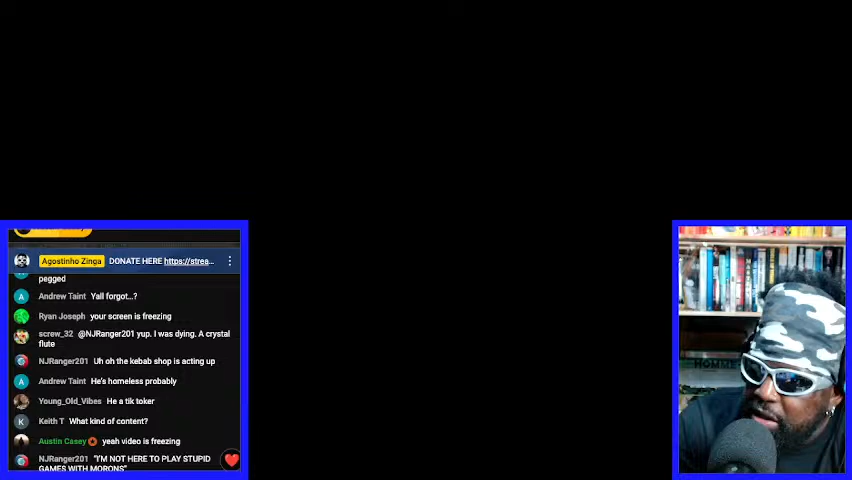 Agostinho Zinga DONATE HERE https://strea...
pegged
Andrew Taint Yall forgot...?
Ryan Joseph your screen is freezing
screw_32 @NJRanger201 yup. I was dying. A crystal
flute
NJRanger201 Uh oh the kebab shop is acting up
Andrew Taint He's homeless probably
Young_Old_Vibes He a tik toker
Keith T What kind of content?
Austin Casey yeah video is freezing
NJRanger201 "I'M NOT HERE TO PLAY STUPID
GAMES WITH MORONS"